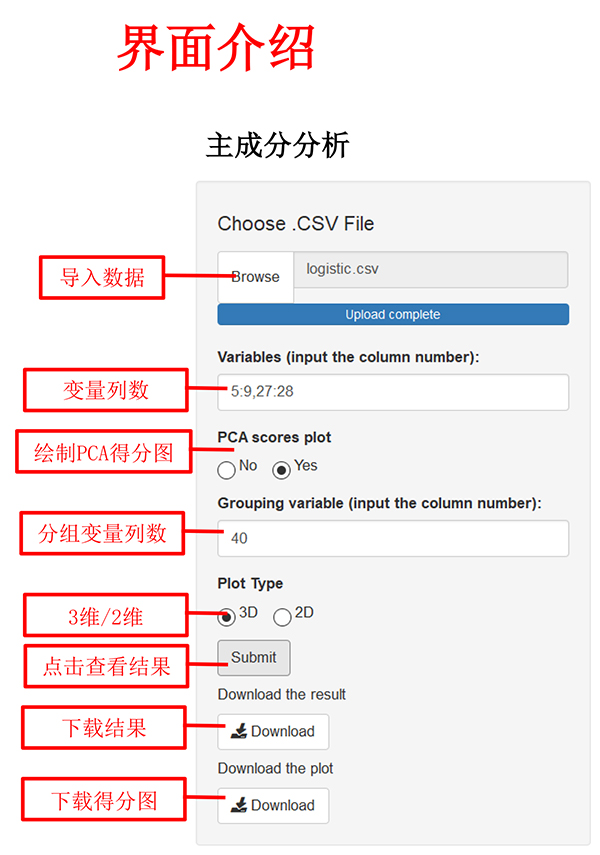 界面介绍
主成分分析
Choose .CSV File
导入数据
Browse
logistic.csv
Upload complete
Variables (input the column number):
变量列数
5:9,27:28
PCA scores plot
绘制PCA得分图
No
Yes
Grouping variable (input the column number):
分组变量列数
40
Plot Type
3维/2维
3D
2D
点击查看结果
Submit
Download the result
下载结果
Download
Download the plot
下载得分图
Download